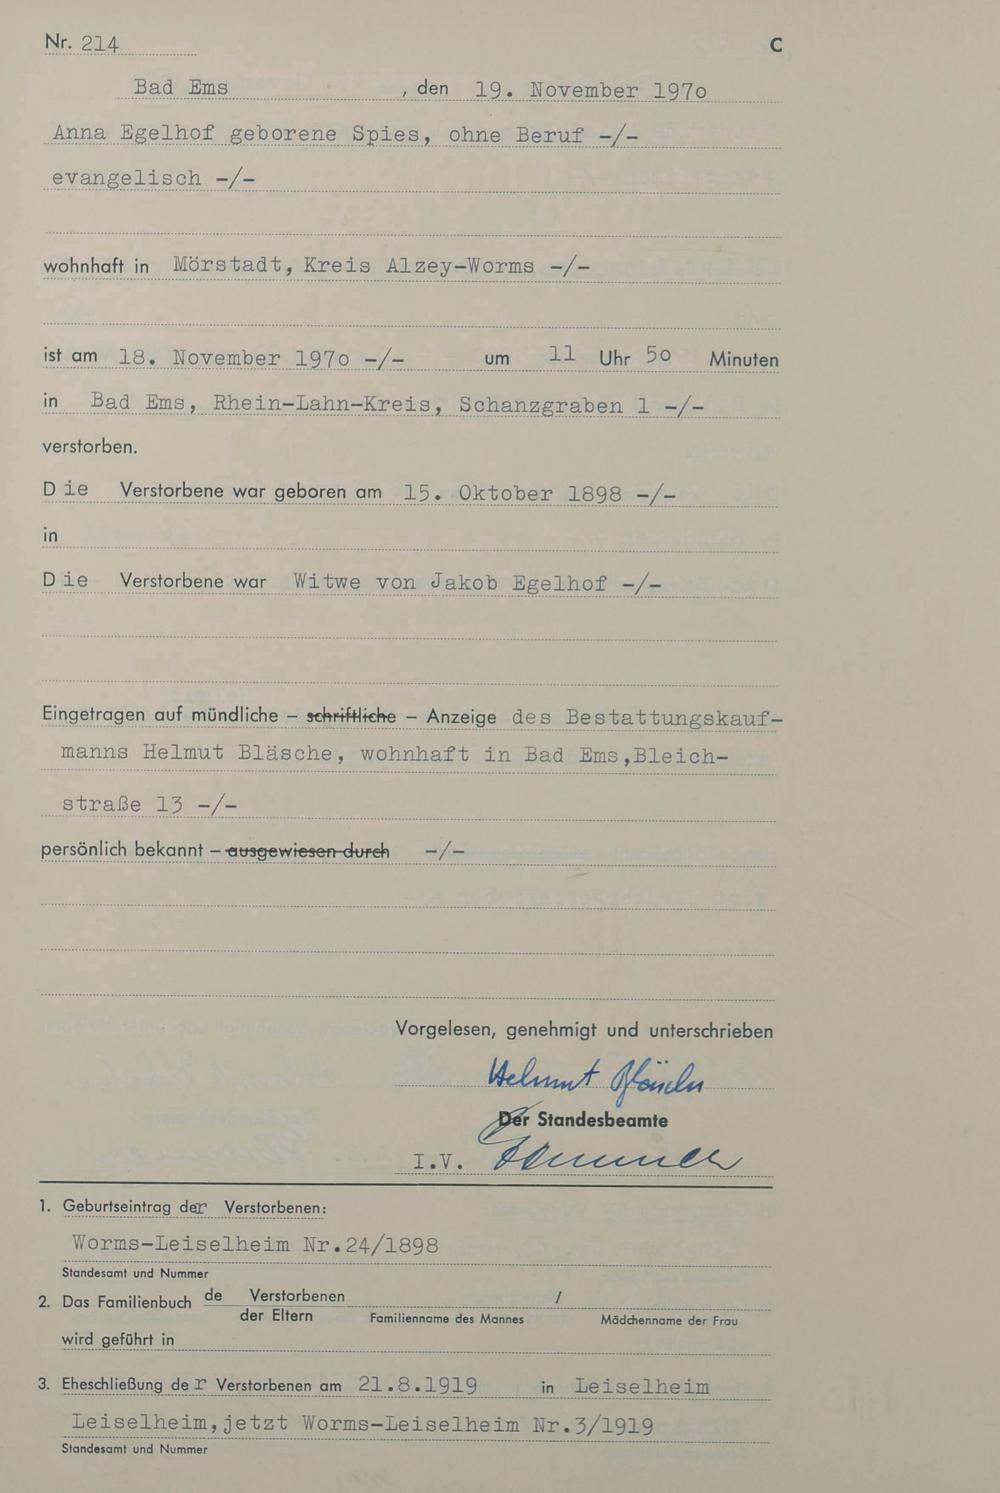 Nr. 214 C
Bad Ems , den 19. November 197o
Anna Egelhof geborene Spies, ohne Beruf -/-
evangelisch -/-
wohnhaft in Mörstadt, Kreis Alzey-Worms -/-
ist am 18. November 197o -/- um 11 Uhr 5o Minuten
in Bad Ems, Rhein-Lahn-Kreis, Schanzgraben 1 -/-
verstorben.
Die Verstorbene war geboren am 15. Oktober 1898 -/-
in
Die Verstorbene war Witwe von Jakob Egelhof -/-
Eingetragen auf mündliche – schriftliche – Anzeige des Bestattungskauf-
manns Helmut Bläsche, wohnhaft in Bad Ems,Bleich-
straße 13 -/-
persönlich bekannt – ausgewiesen durch -/-
Vorgelesen, genehmigt und unterschrieben
Helmut Bläsche
Der Standesbeamte
I.V.
1. Geburtseintrag der Verstorbenen:
Worms-Leiselheim Nr.24/1898
Standesamt und Nummer
2. Das Familienbuch de Verstorbenen /
der Eltern Familienname des Mannes Mädchenname der Frau
wird geführt in
3. Eheschließung der Verstorbenen am 21.8.1919 in Leiselheim
Leiselheim,jetzt Worms-Leiselheim Nr.3/1919
Standesamt und Nummer